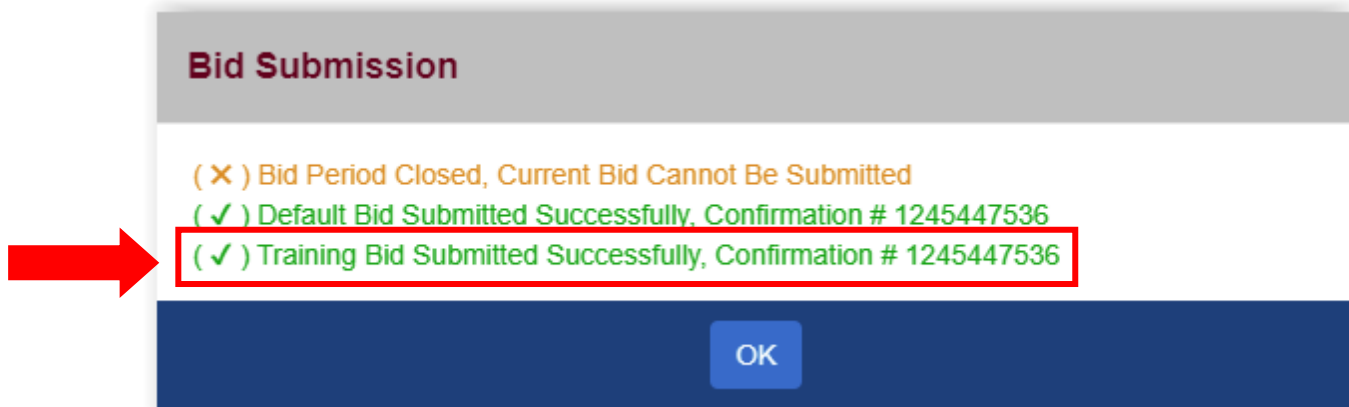 Bid Submission
( ✕ ) Bid Period Closed, Current Bid Cannot Be Submitted
( ✓ ) Default Bid Submitted Successfully, Confirmation # 1245447536
( ✓ ) Training Bid Submitted Successfully, Confirmation # 1245447536
OK